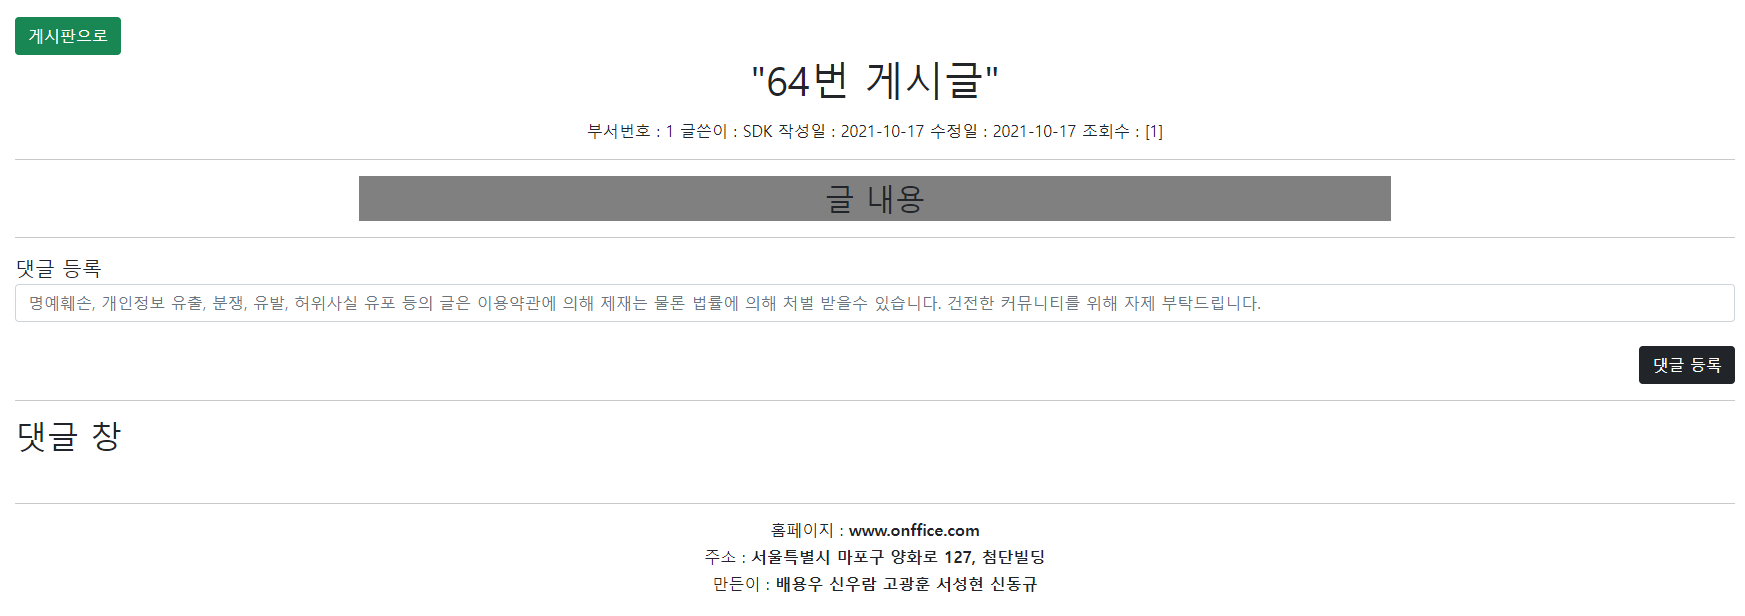 게시판으로
"64번 게시글"
부서번호 : 1 글쓴이 : SDK 작성일 : 2021-10-17 수정일 : 2021-10-17 조회수 : [1]
글 내용
댓글 등록
명예훼손, 개인정보 유출, 분쟁, 유발, 허위사실 유포 등의 글은 이용약관에 의해 제재는 물론 법률에 의해 처벌 받을수 있습니다. 건전한 커뮤니티를 위해 자제 부탁드립니다.
댓글 등록
댓글 창
홈페이지 : www.onffice.com
주소 : 서울특별시 마포구 양화로 127, 첨단빌딩
만든이 : 배용우 신우람 고광훈 서성현 신동규